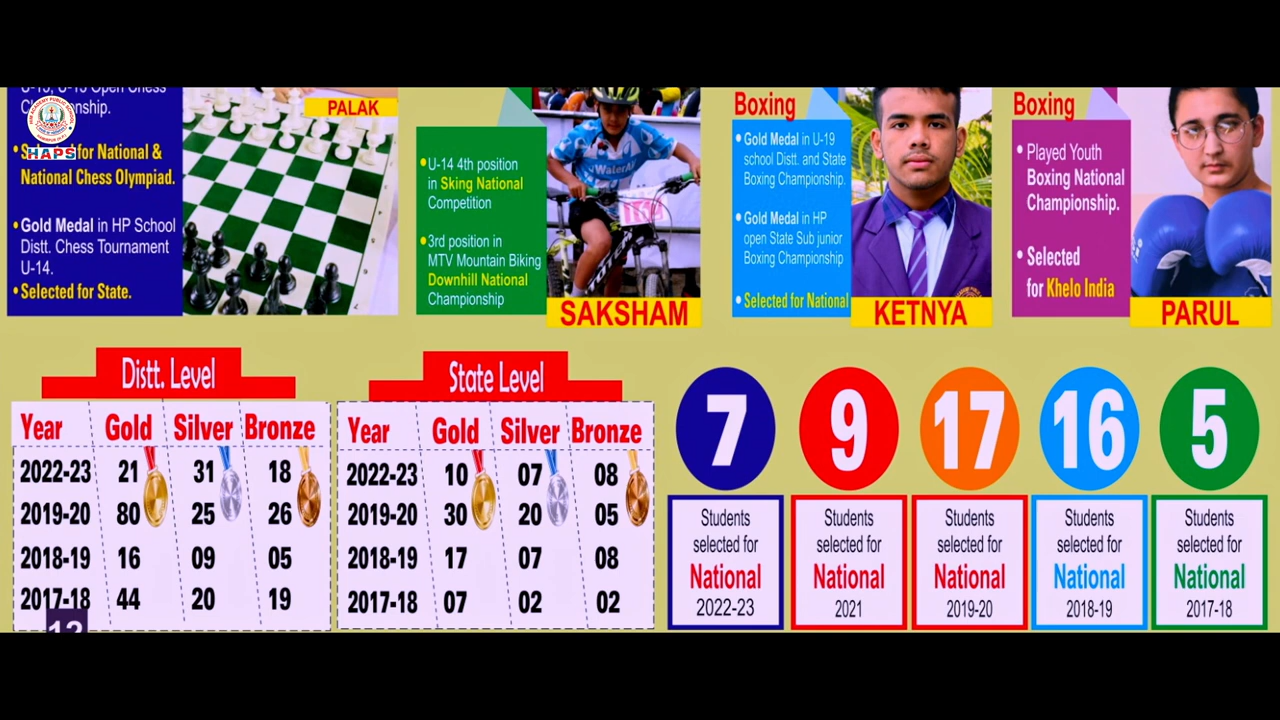 U-13, U-15 Open Chess
HAPS
for National &
National Chess Olympiad.
• Gold Medal in HP School
Distt. Chess Tournament
U-14.
• Selected for State.
PALAK
• U-14 4th position
in Sking National
Competition
• 3rd position in
MTV Mountain Biking
Downhill National
Championship
SAKSHAM
Boxing
• Gold Medal in U-19
school Distt. and State
Boxing Championship.
• Gold Medal in HP
open State Sub junior
Boxing Championship
• Selected for National
KETNYA
Boxing
• Played Youth
Boxing National
Championship.
• Selected
for Khelo India
PARUL
Distt. Level
Year Gold Silver Bronze
2022-23 21 31 18
2019-20 80 25 26
2018-19 16 09 05
2017-18 44 20 19
12
State Level
Year Gold Silver Bronze
2022-23 10 07 08
2019-20 30 20 05
2018-19 17 07 08
2017-18 07 02 02
7
Students
selected for
National
2022-23
9
Students
selected for
National
2021
17
Students
selected for
National
2019-20
16
Students
selected for
National
2018-19
5
Students
selected for
National
2017-18